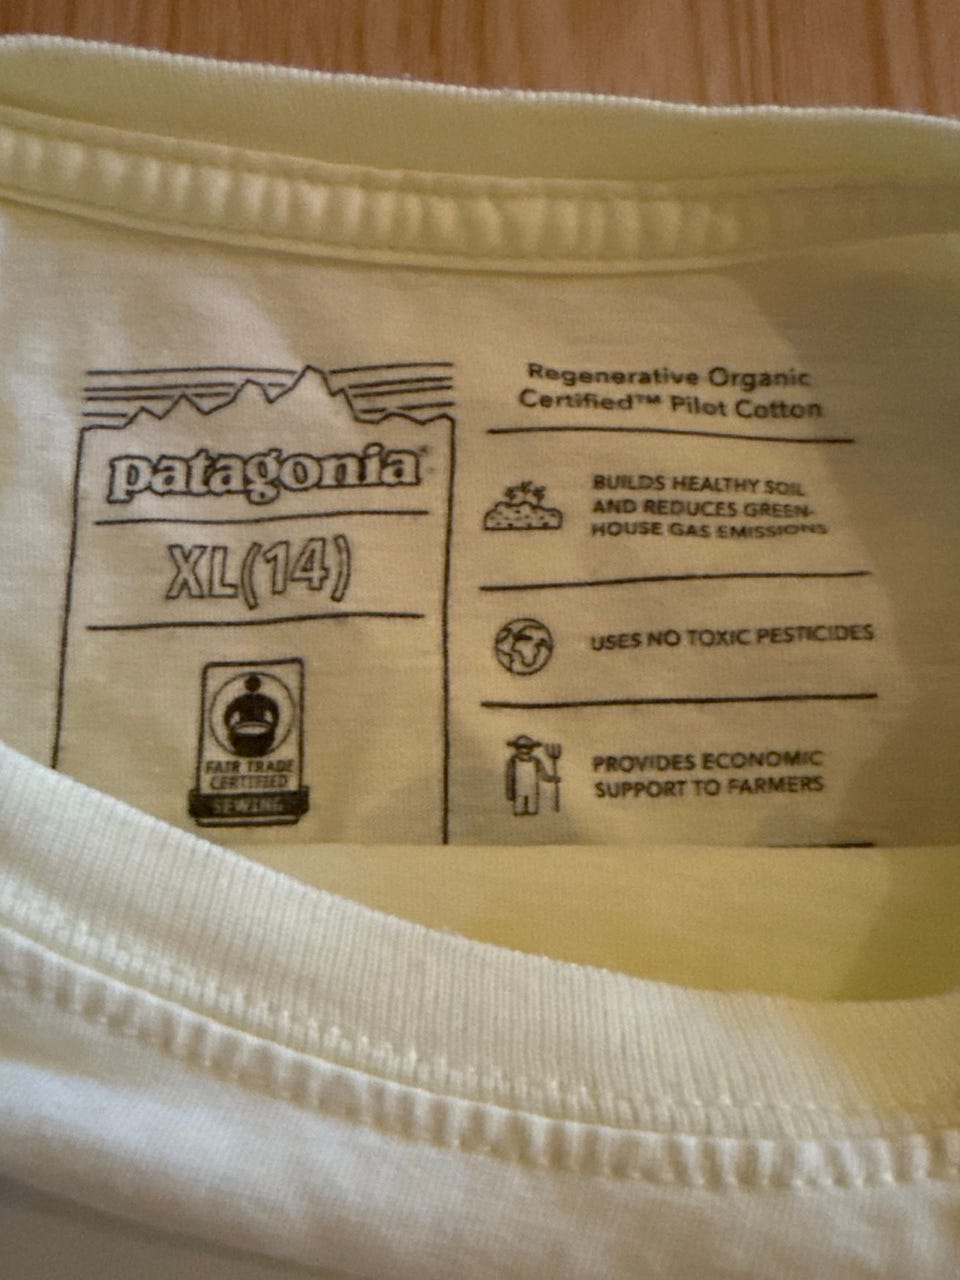 patagonia®
XL(14)
FAIR TRADE
CERTIFIED
SEWING
Regenerative Organic
Certified™ Pilot Cotton
BUILDS HEALTHY SOIL
AND REDUCES GREEN-
HOUSE GAS EMISSIONS
USES NO TOXIC PESTICIDES
PROVIDES ECONOMIC
SUPPORT TO FARMERS